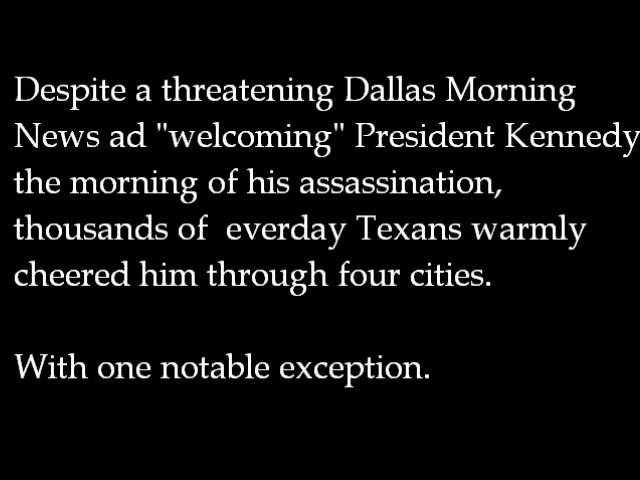 Despite a threatening Dallas Morning
News ad "welcoming" President Kennedy
the morning of his assassination,
thousands of  everday Texans warmly
cheered him through four cities.
With one notable exception.